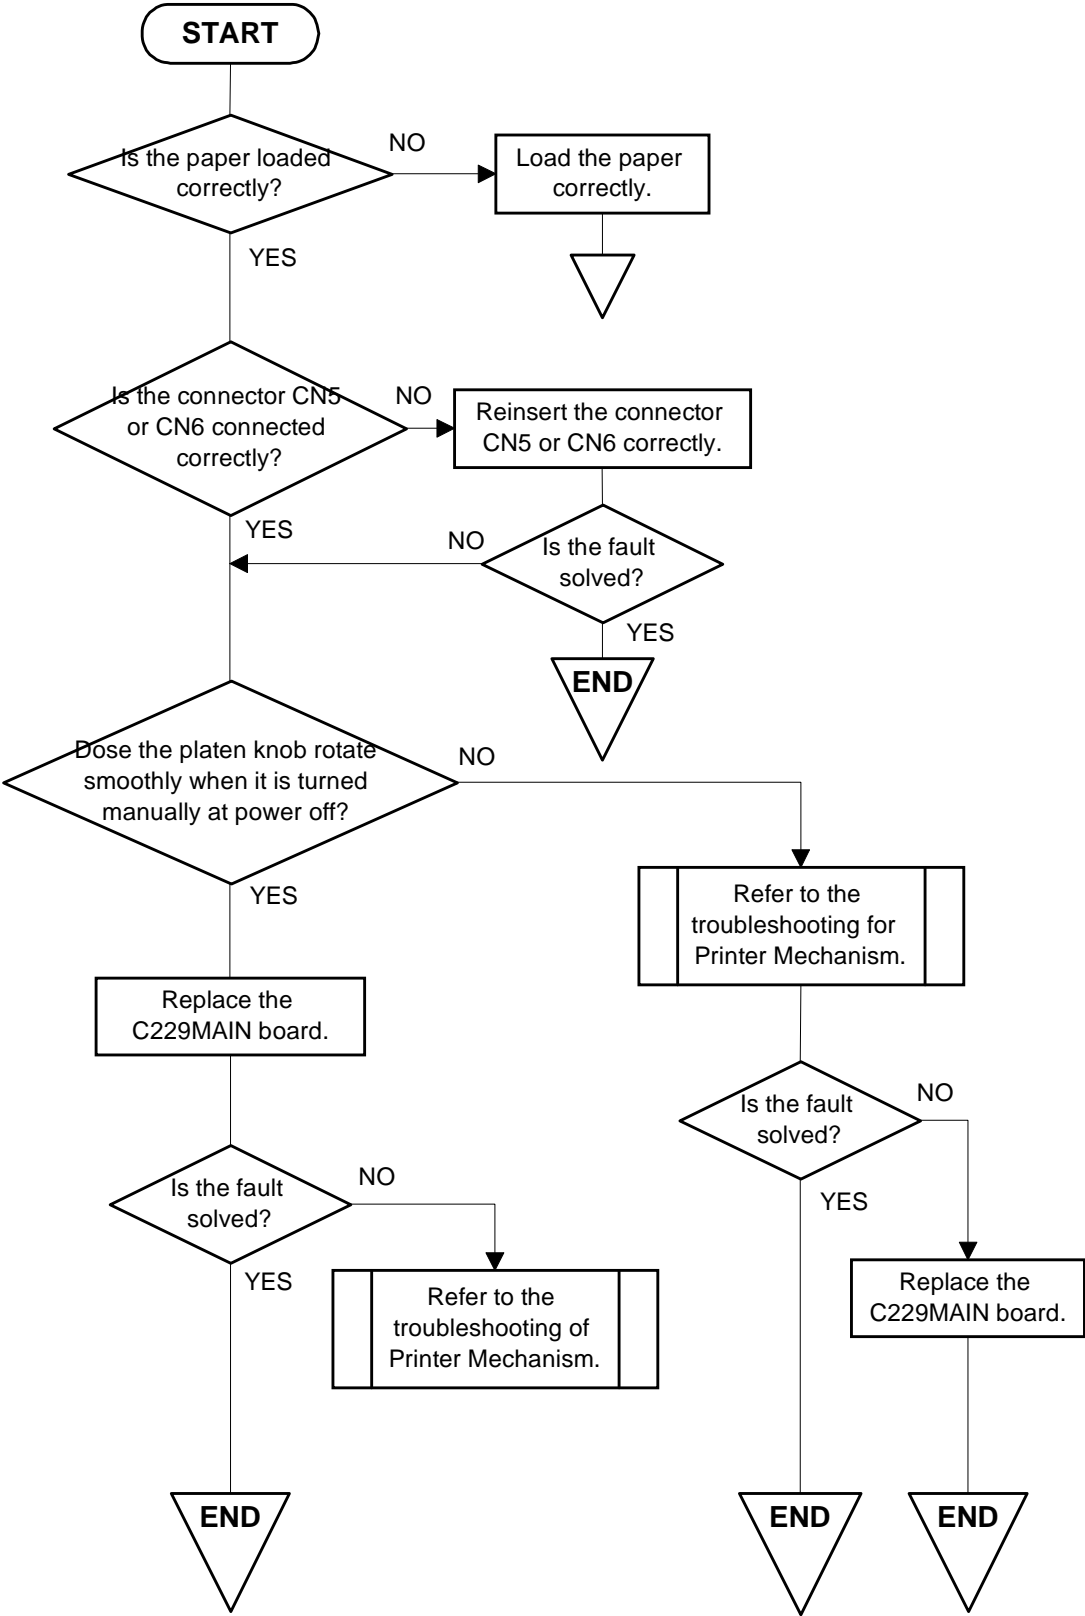 START
Is the paper loaded
correctly?
NO
Load the paper
correctly.
YES
Is the connector CN5
or CN6 connected
correctly?
NO
Reinsert the connector
CN5 or CN6 correctly.
YES
NO
Is the fault
solved?
YES
END
Dose the platen knob rotate
smoothly when it is turned
manually at power off?
NO
YES
Refer to the
troubleshooting for
Printer Mechanism.
Replace the
C229MAIN board.
Is the fault
solved?
NO
YES
Is the fault
solved?
NO
YES
Refer to the
troubleshooting of
Printer Mechanism.
Replace the
C229MAIN board.
END
END
END